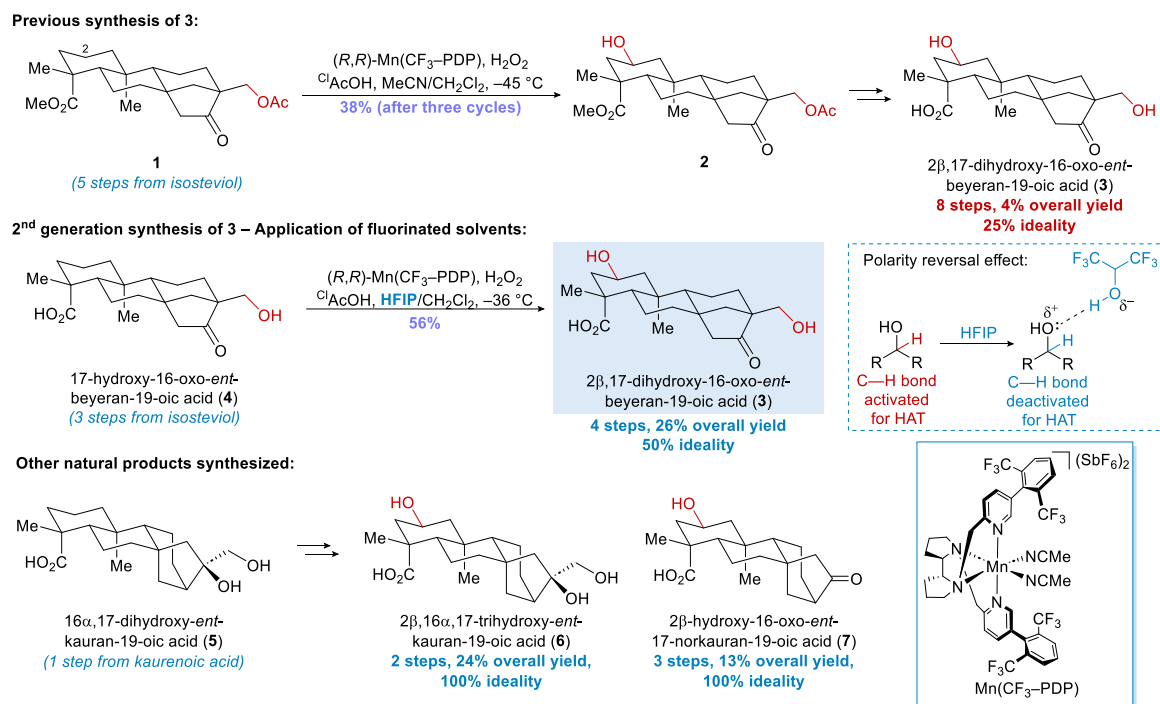 Previous synthesis of 3:
2
Me
MeO₂C
Me
OAc
O
1
(5 steps from isosteviol)
(R,R)-Mn(CF₃–PDP), H₂O₂
ᶜˡAcOH, MeCN/CH₂Cl₂, –45 °C
38% (after three cycles)
HO
Me
MeO₂C
Me
OAc
O
2
HO
Me
HO₂C
Me
OH
O
2β,17-dihydroxy-16-oxo-ent-
beyeran-19-oic acid (3)
8 steps, 4% overall yield
25% ideality
2ⁿᵈ generation synthesis of 3 – Application of fluorinated solvents:
Me
HO₂C
Me
OH
O
17-hydroxy-16-oxo-ent-
beyeran-19-oic acid (4)
(3 steps from isosteviol)
(R,R)-Mn(CF₃–PDP), H₂O₂
ᶜˡAcOH, HFIP/CH₂Cl₂, –36 °C
56%
HO
Me
HO₂C
Me
OH
O
2β,17-dihydroxy-16-oxo-ent-
beyeran-19-oic acid (3)
4 steps, 26% overall yield
50% ideality
Polarity reversal effect:
F₃C
CF₃
O
δ⁻
H
HO
H
R
R
C—H bond
activated
for HAT
HFIP
δ⁺
HO:
H
R
R
C—H bond
deactivated
for HAT
Other natural products synthesized:
Me
HO₂C
Me
OH
OH
16α,17-dihydroxy-ent-
kauran-19-oic acid (5)
(1 step from kaurenoic acid)
HO
Me
HO₂C
Me
OH
OH
2β,16α,17-trihydroxy-ent-
kauran-19-oic acid (6)
2 steps, 24% overall yield,
100% ideality
HO
Me
HO₂C
Me
O
2β-hydroxy-16-oxo-ent-
17-norkauran-19-oic acid (7)
3 steps, 13% overall yield,
100% ideality
(SbF₆)₂
F₃C
CF₃
N
N
NCMe
Mn
N
NCMe
N
CF₃
F₃C
Mn(CF₃–PDP)